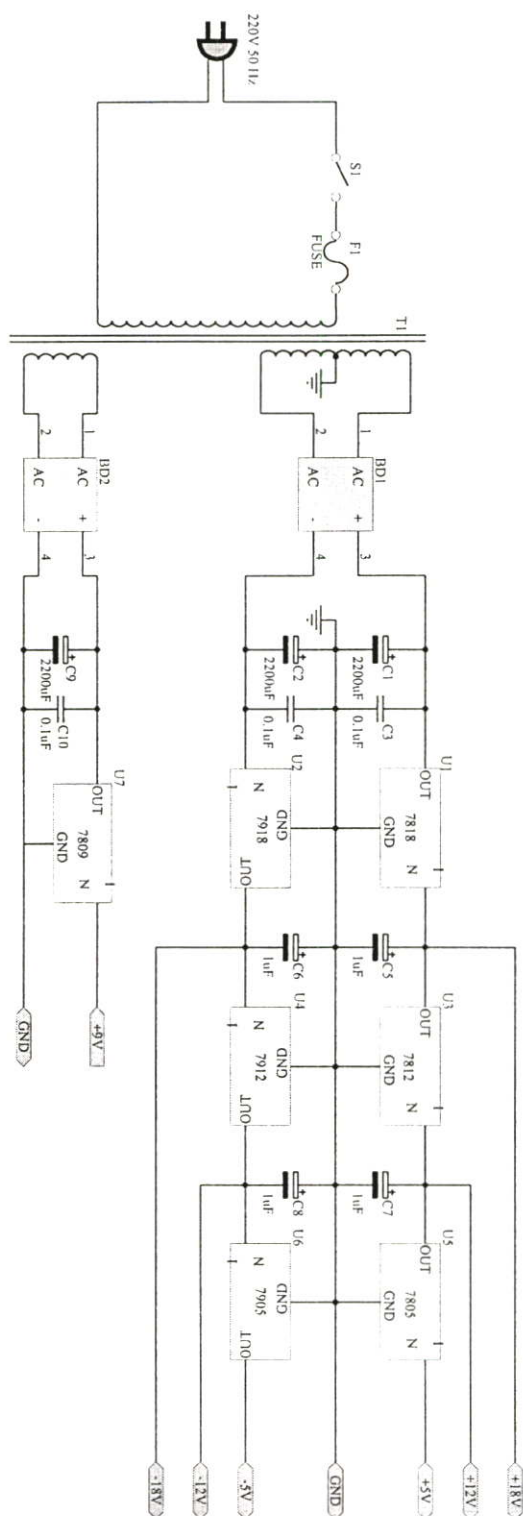 220V 50 Hz
S1
F1
FUSE
T1
1
2
AC
AC
+
-
BD1
3
4
C1
2200uF
C2
2200uF
C3
0.1uF
C4
0.1uF
U1
OUT
7818
GND
IN
U2
IN
7918
GND
OUT
C5
1uF
C6
1uF
U3
OUT
7812
GND
IN
U4
IN
7912
GND
OUT
C7
1uF
C8
1uF
U5
OUT
7805
GND
IN
U6
IN
7905
GND
OUT
+18V
+12V
+5V
GND
-5V
-12V
-18V
1
2
AC
AC
+
-
BD2
3
4
C9
2200uF
C10
0.1uF
U7
OUT
7809
GND
IN
+9V
GND